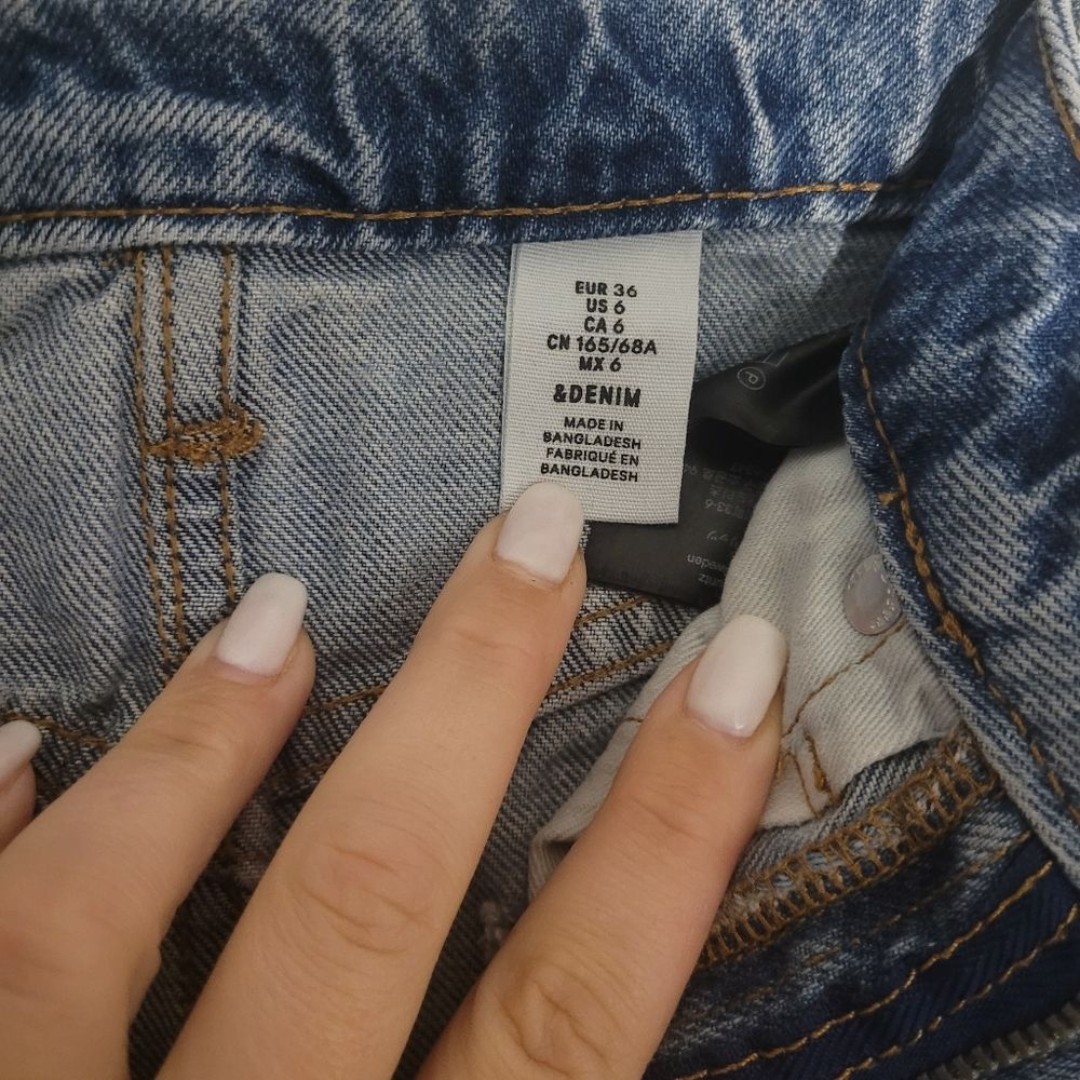 EUR 36
US 6
CA 6
CN 165/68A
MX 6
&DENIM
MADE IN
BANGLADESH
FABRIQUÉ EN
BANGLADESH